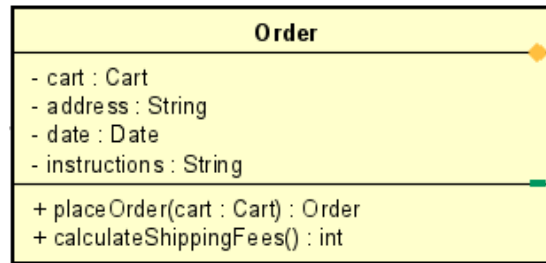 Order
- cart : Cart
- address : String
- date : Date
- instructions : String
+ placeOrder(cart : Cart) : Order
+ calculateShippingFees() : int